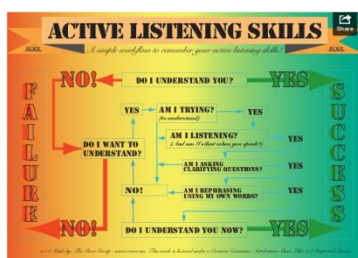 Share
ACTIVE LISTENING SKILLS
A simple workflow to remember your active listening skills!
NO!
DO I UNDERSTAND YOU?
YES
FAILURE
SUCCESS
YES
AM I TRYING?
(to understand)
YES
AM I LISTENING?
YES
DO I WANT TO
UNDERSTAND?
AM I ASKING
CLARIFYING QUESTIONS?
YES
NO!
AM I REPHRASING
USING MY OWN WORDS?
YES
NO!
DO I UNDERSTAND YOU NOW?
YES